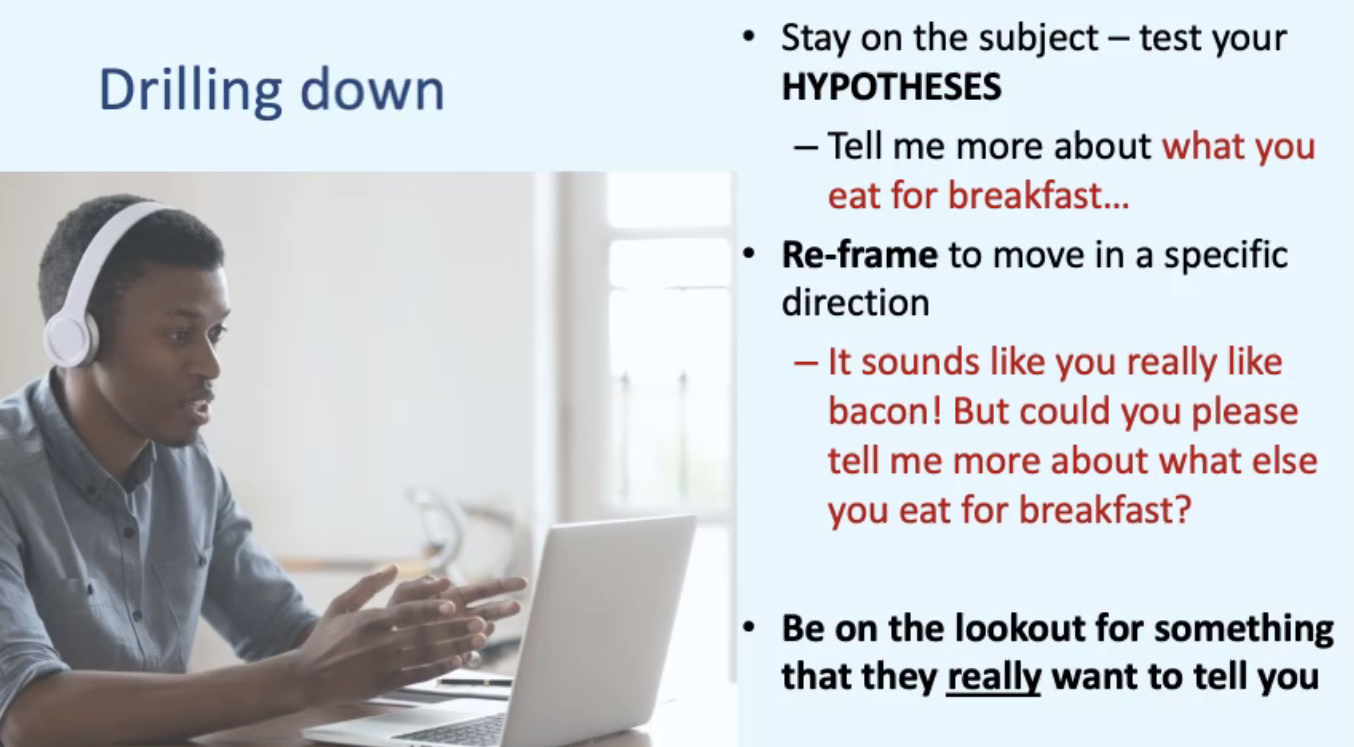 Drilling down
• Stay on the subject – test your
HYPOTHESES
– Tell me more about what you
eat for breakfast...
• Re-frame to move in a specific
direction
– It sounds like you really like
bacon! But could you please
tell me more about what else
you eat for breakfast?
• Be on the lookout for something
that they really want to tell you